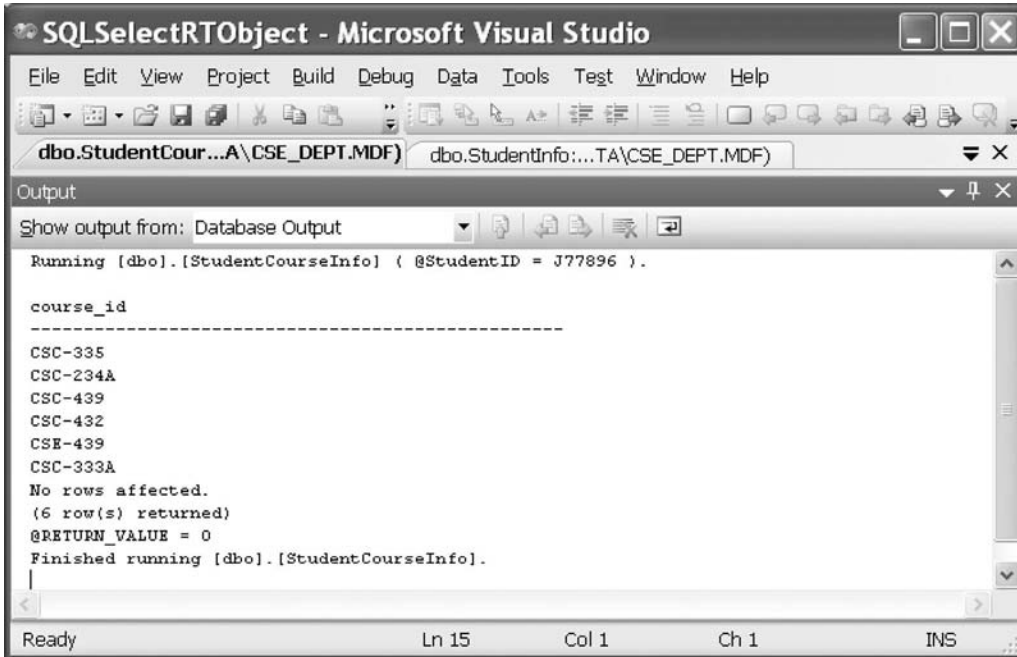 SQLSelectRTObject - Microsoft Visual Studio
File Edit View Project Build Debug Data Tools Test Window Help
dbo.StudentCour...A\CSE_DEPT.MDF) dbo.StudentInfo:...TA\CSE_DEPT.MDF)
Output
Show output from: Database Output
Running [dbo].[StudentCourseInfo] ( @StudentID = J77896 ).
course_id
--------------------------------------------------
CSC-335
CSC-234A
CSC-439
CSC-432
CSE-439
CSC-333A
No rows affected.
(6 row(s) returned)
@RETURN_VALUE = 0
Finished running [dbo].[StudentCourseInfo].
Ready Ln 15 Col 1 Ch 1 INS